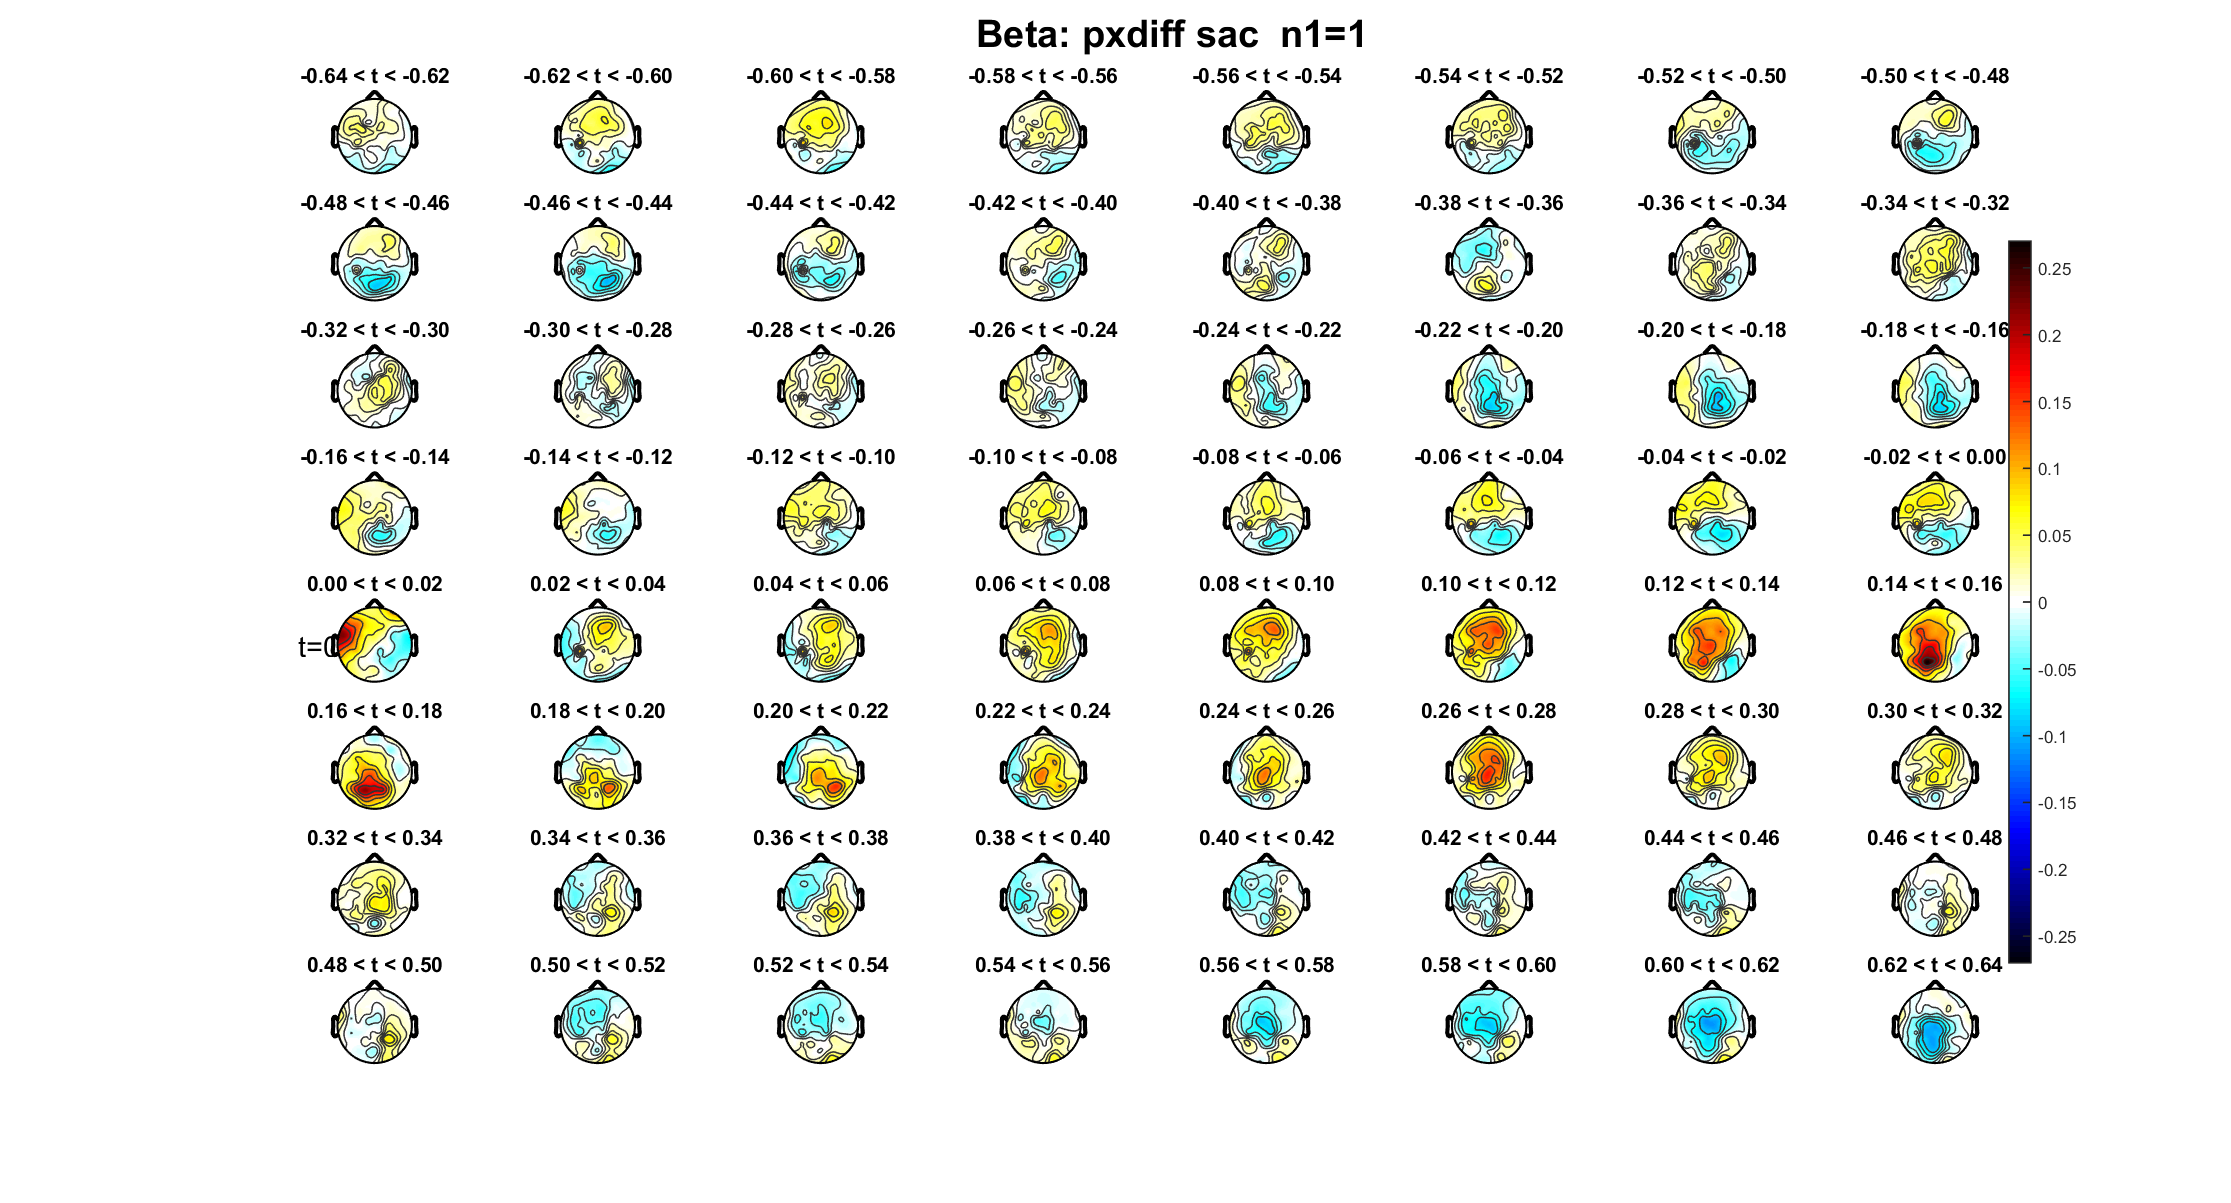 Beta: pxdiff sac n1=1
-0.64 < t < -0.62 -0.62 < t < -0.60 -0.60 < t < -0.58 -0.58 < t < -0.56 -0.56 < t < -0.54 -0.54 < t < -0.52 -0.52 < t < -0.50 -0.50 < t < -0.48
-0.48 < t < -0.46 -0.46 < t < -0.44 -0.44 < t < -0.42 -0.42 < t < -0.40 -0.40 < t < -0.38 -0.38 < t < -0.36 -0.36 < t < -0.34 -0.34 < t < -0.32
-0.32 < t < -0.30 -0.30 < t < -0.28 -0.28 < t < -0.26 -0.26 < t < -0.24 -0.24 < t < -0.22 -0.22 < t < -0.20 -0.20 < t < -0.18 -0.18 < t < -0.16
-0.16 < t < -0.14 -0.14 < t < -0.12 -0.12 < t < -0.10 -0.10 < t < -0.08 -0.08 < t < -0.06 -0.06 < t < -0.04 -0.04 < t < -0.02 -0.02 < t < 0.00
0.00 < t < 0.02 0.02 < t < 0.04 0.04 < t < 0.06 0.06 < t < 0.08 0.08 < t < 0.10 0.10 < t < 0.12 0.12 < t < 0.14 0.14 < t < 0.16
t=0
0.16 < t < 0.18 0.18 < t < 0.20 0.20 < t < 0.22 0.22 < t < 0.24 0.24 < t < 0.26 0.26 < t < 0.28 0.28 < t < 0.30 0.30 < t < 0.32
0.32 < t < 0.34 0.34 < t < 0.36 0.36 < t < 0.38 0.38 < t < 0.40 0.40 < t < 0.42 0.42 < t < 0.44 0.44 < t < 0.46 0.46 < t < 0.48
0.48 < t < 0.50 0.50 < t < 0.52 0.52 < t < 0.54 0.54 < t < 0.56 0.56 < t < 0.58 0.58 < t < 0.60 0.60 < t < 0.62 0.62 < t < 0.64
0.25
0.2
0.15
0.1
0.05
0
-0.05
-0.1
-0.15
-0.2
-0.25